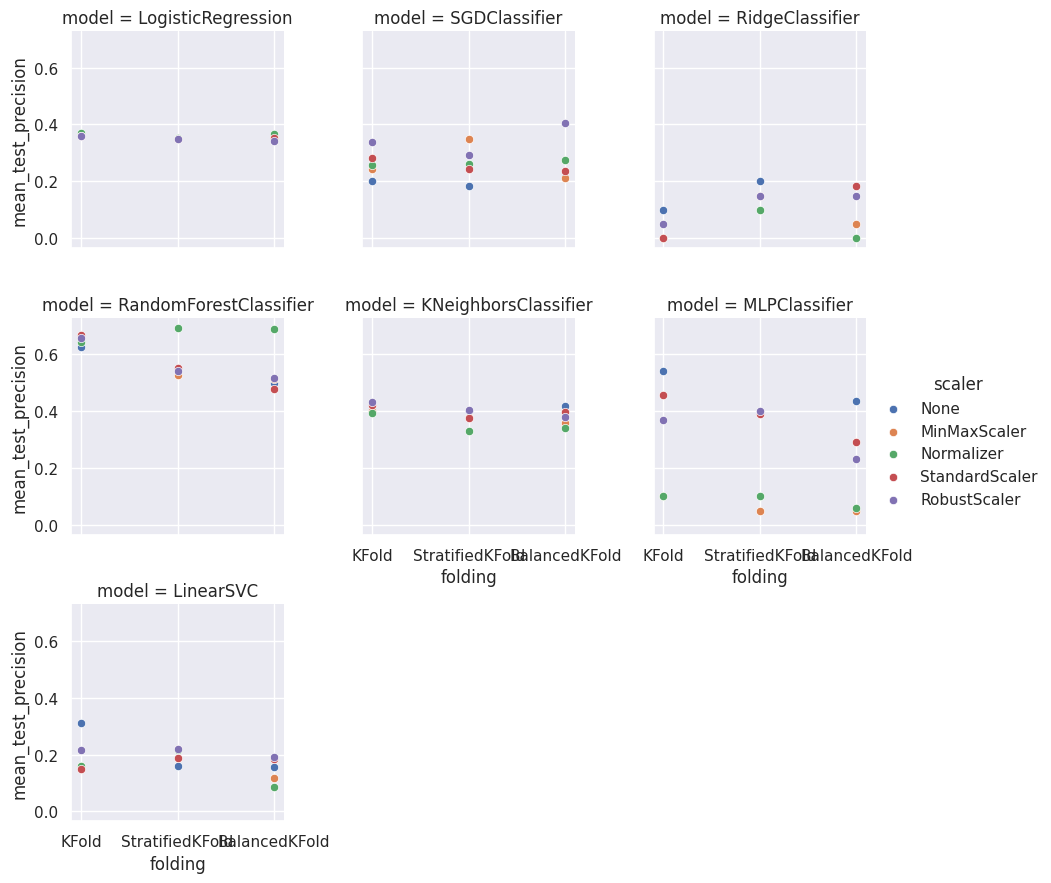 model = LogisticRegression
model = SGDClassifier
model = RidgeClassifier
mean_test_precision
0.6
0.4
0.2
0.0
model = RandomForestClassifier
model = KNeighborsClassifier
model = MLPClassifier
mean_test_precision
0.6
0.4
0.2
0.0
KFold
StratifiedKFold
BalancedKFold
folding
KFold
StratifiedKFold
BalancedKFold
folding
scaler
None
MinMaxScaler
Normalizer
StandardScaler
RobustScaler
model = LinearSVC
mean_test_precision
0.6
0.4
0.2
0.0
KFold
StratifiedKFold
BalancedKFold
folding